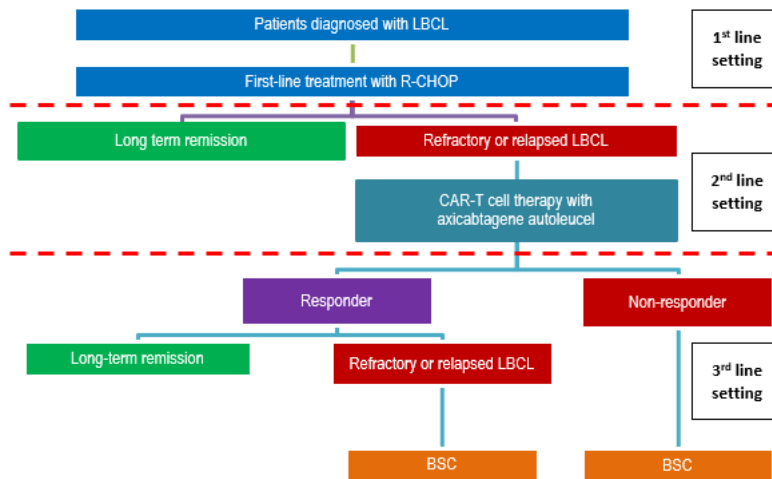 Patients diagnosed with LBCL
1st line
setting
First-line treatment with R-CHOP
Long term remission
Refractory or relapsed LBCL
2nd line
setting
CAR-T cell therapy with
axicabtagene autoleucel
Responder
Non-responder
Long-term remission
Refractory or relapsed LBCL
3rd line
setting
BSC
BSC